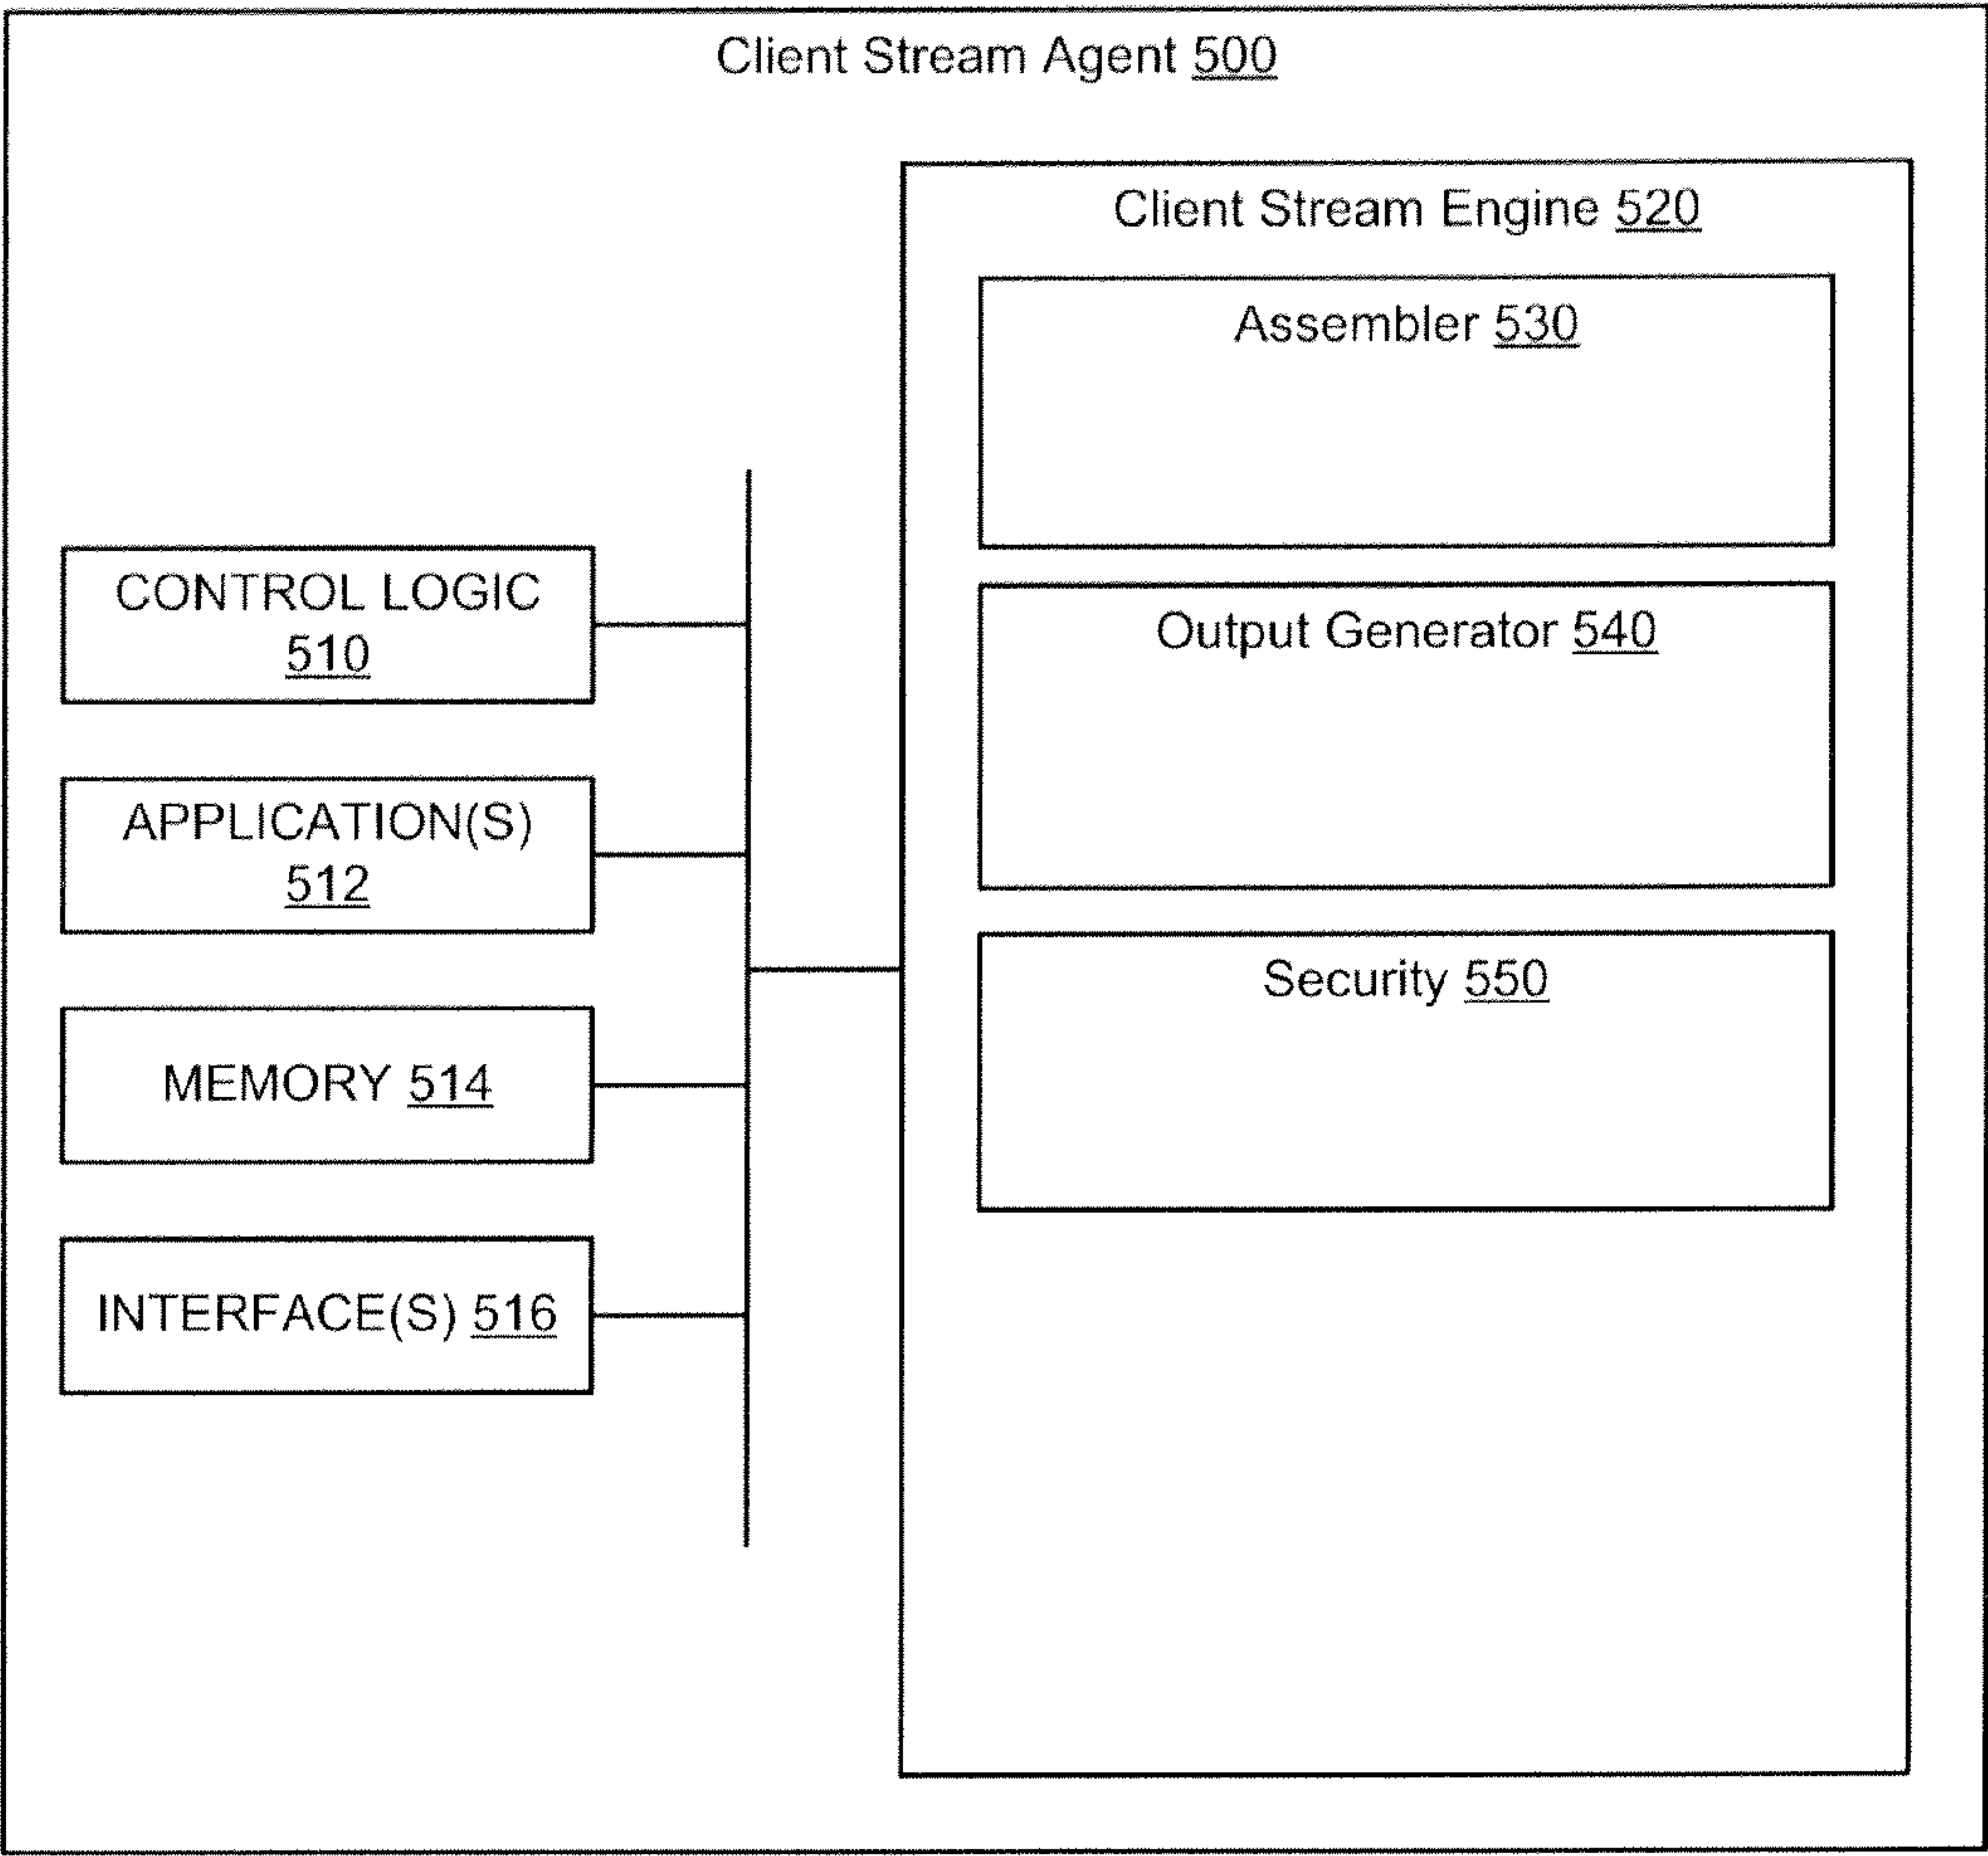 Client Stream Agent 500
Client Stream Engine 520
Assembler 530
Output Generator 540
Security 550
CONTROL LOGIC
510
APPLICATION(S)
512
MEMORY 514
INTERFACE(S) 516